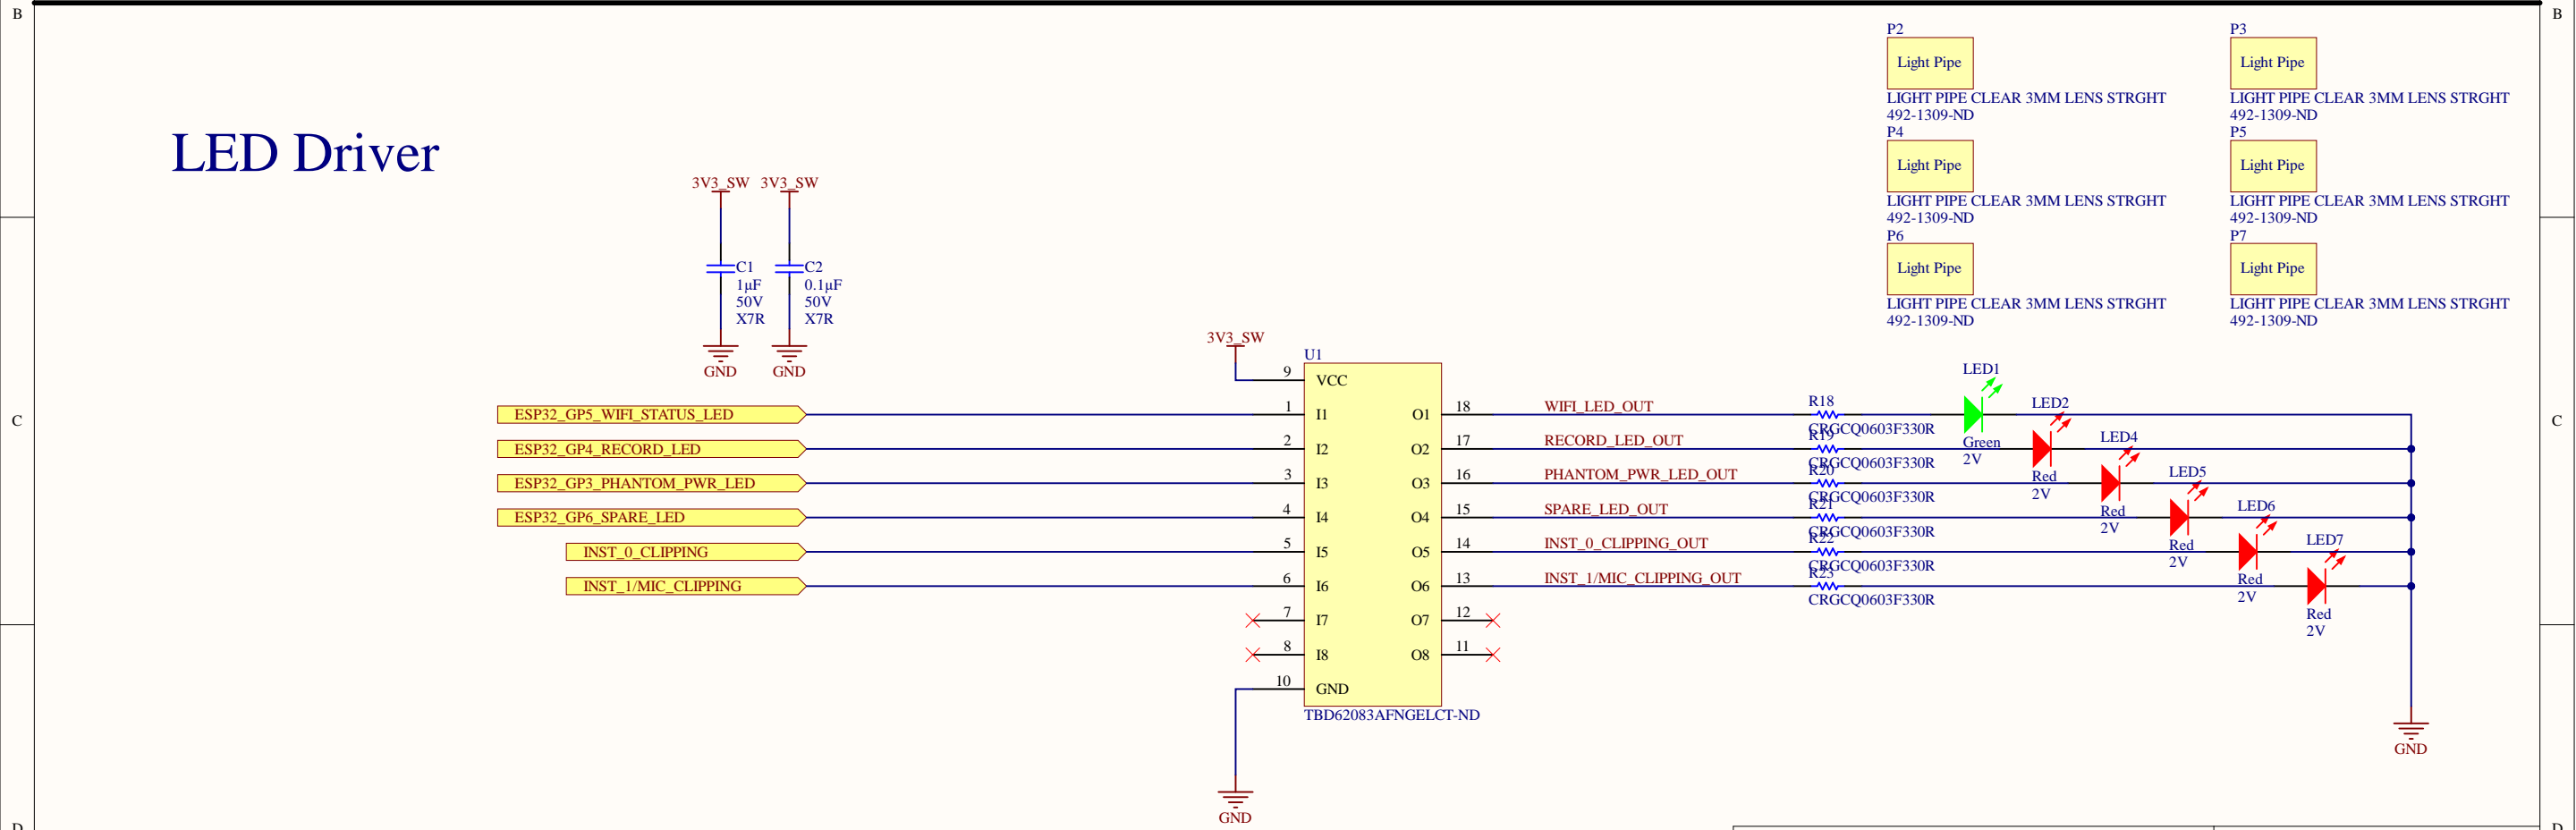 B
B
P2
Light Pipe
LIGHT PIPE CLEAR 3MM LENS STRGHT
492-1309-ND
P3
Light Pipe
LIGHT PIPE CLEAR 3MM LENS STRGHT
492-1309-ND
P4
Light Pipe
LIGHT PIPE CLEAR 3MM LENS STRGHT
492-1309-ND
P5
Light Pipe
LIGHT PIPE CLEAR 3MM LENS STRGHT
492-1309-ND
P6
Light Pipe
LIGHT PIPE CLEAR 3MM LENS STRGHT
492-1309-ND
P7
Light Pipe
LIGHT PIPE CLEAR 3MM LENS STRGHT
492-1309-ND
LED Driver
3V3_SW
C1
1µF
50V
X7R
GND
3V3_SW
C2
0.1µF
50V
X7R
GND
C
C
ESP32_GP5_WIFI_STATUS_LED
ESP32_GP4_RECORD_LED
ESP32_GP3_PHANTOM_PWR_LED
ESP32_GP6_SPARE_LED
INST_0_CLIPPING
INST_1/MIC_CLIPPING
3V3_SW
U1
9 VCC
1 I1 O1 18
2 I2 O2 17
3 I3 O3 16
4 I4 O4 15
5 I5 O5 14
6 I6 O6 13
7 I7 O7 12
8 I8 O8 11
10 GND
TBD62083AFNGELCT-ND
GND
WIFI_LED_OUT
RECORD_LED_OUT
PHANTOM_PWR_LED_OUT
SPARE_LED_OUT
INST_0_CLIPPING_OUT
INST_1/MIC_CLIPPING_OUT
R18
CRGCQ0603F330R
R19
CRGCQ0603F330R
R20
CRGCQ0603F330R
R21
CRGCQ0603F330R
R22
CRGCQ0603F330R
R23
CRGCQ0603F330R
LED1
Green
2V
LED2
Red
2V
LED4
Red
2V
LED5
Red
2V
LED6
Red
2V
LED7
Red
2V
GND
D
D